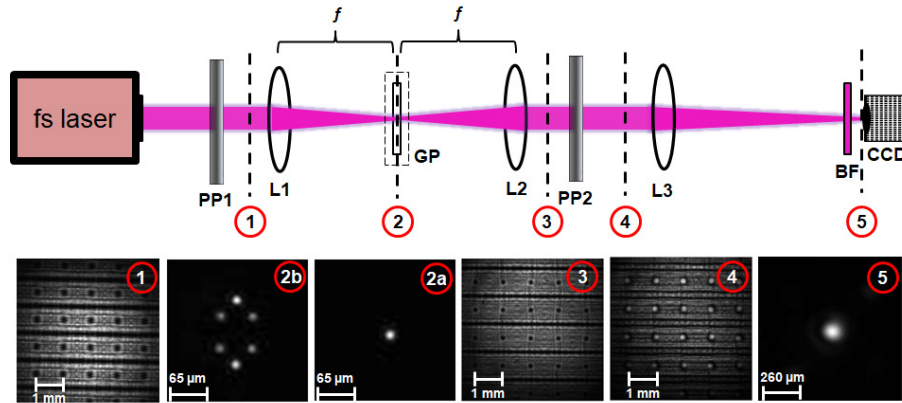 f f
fs laser
GP
BF
CCD
PP1
L1
L2
PP2
L3
1 2 3 4 5
1 2b 2a 3 4 5
1 mm 65 µm 65 µm 1 mm 1 mm 260 µm